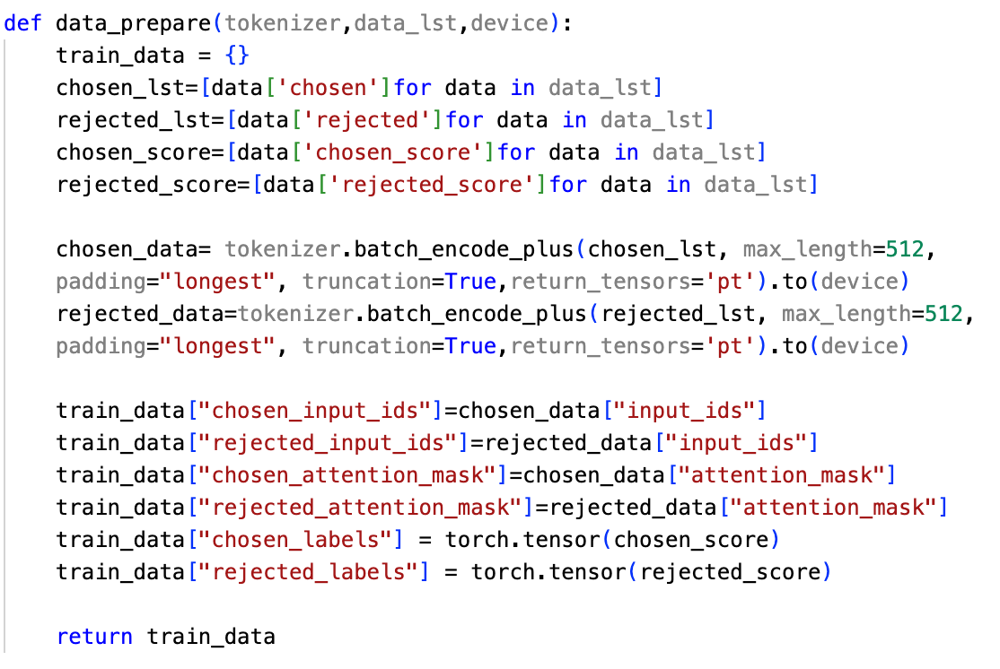 def data_prepare(tokenizer,data_lst,device):
    train_data = {}
    chosen_lst=[data['chosen']for data in data_lst]
    rejected_lst=[data['rejected']for data in data_lst]
    chosen_score=[data['chosen_score']for data in data_lst]
    rejected_score=[data['rejected_score']for data in data_lst]

    chosen_data= tokenizer.batch_encode_plus(chosen_lst, max_length=512,
    padding="longest", truncation=True,return_tensors='pt').to(device)
    rejected_data=tokenizer.batch_encode_plus(rejected_lst, max_length=512,
    padding="longest", truncation=True,return_tensors='pt').to(device)

    train_data["chosen_input_ids"]=chosen_data["input_ids"]
    train_data["rejected_input_ids"]=rejected_data["input_ids"]
    train_data["chosen_attention_mask"]=chosen_data["attention_mask"]
    train_data["rejected_attention_mask"]=rejected_data["attention_mask"]
    train_data["chosen_labels"] = torch.tensor(chosen_score)
    train_data["rejected_labels"] = torch.tensor(rejected_score)

    return train_data